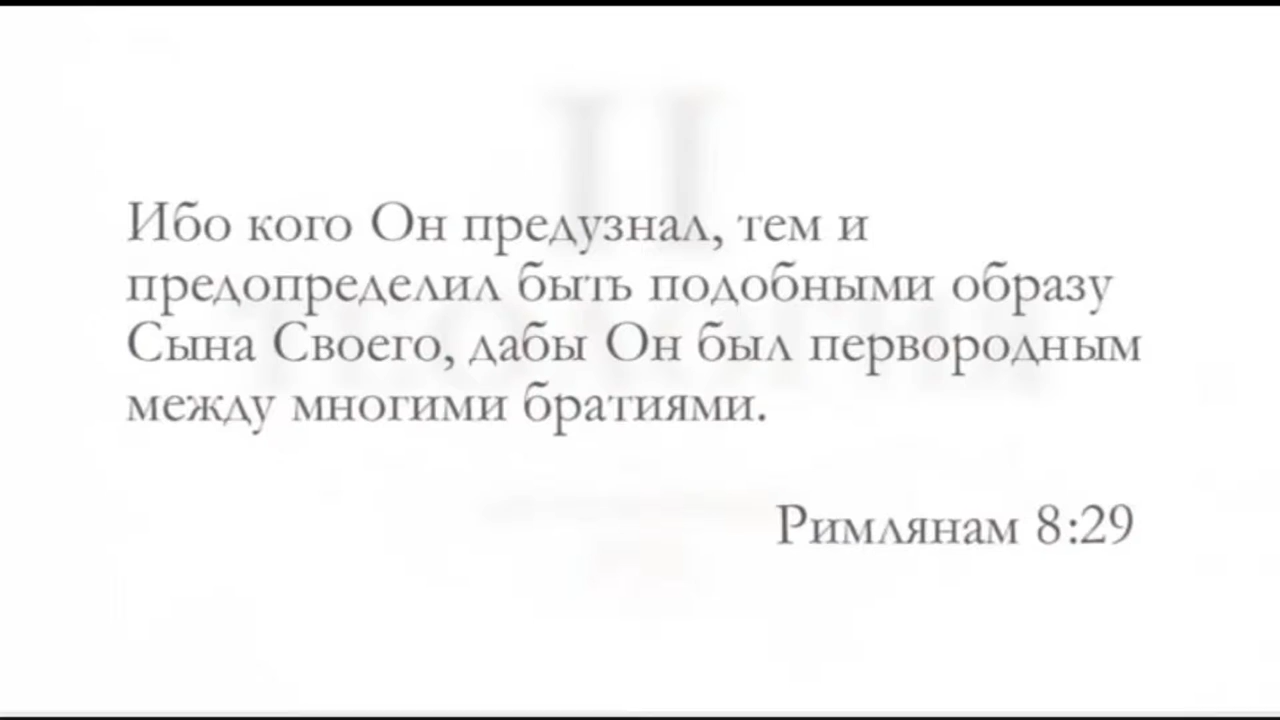 Ибо кого Он предузнал, тем и
предопределил быть подобными образу
Сына Своего, дабы Он был первородным
между многими братиями.
Римлянам 8:29